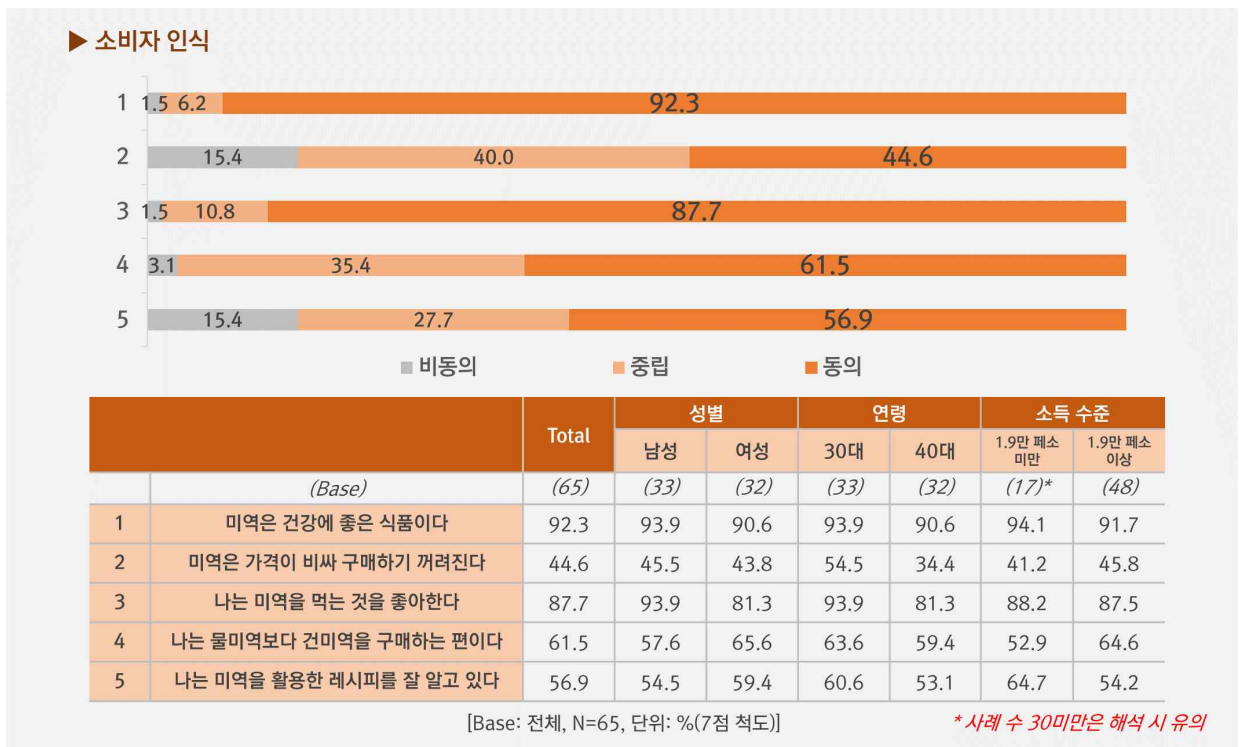 ▶ 소비자 인식
1 1.5 6.2 92.3
2 15.4 40.0 44.6
3 1.5 10.8 87.7
4 3.1 35.4 61.5
5 15.4 27.7 56.9
비동의 중립 동의
Total 성별 연령 소득 수준
남성 여성 30대 40대 1.9만 페소 미만 1.9만 페소 이상
(Base) (65) (33) (32) (33) (32) (17)* (48)
1 미역은 건강에 좋은 식품이다 92.3 93.9 90.6 93.9 90.6 94.1 91.7
2 미역은 가격이 비싸 구매하기 꺼려진다 44.6 45.5 43.8 54.5 34.4 41.2 45.8
3 나는 미역을 먹는 것을 좋아한다 87.7 93.9 81.3 93.9 81.3 88.2 87.5
4 나는 물미역보다 건미역을 구매하는 편이다 61.5 57.6 65.6 63.6 59.4 52.9 64.6
5 나는 미역을 활용한 레시피를 잘 알고 있다 56.9 54.5 59.4 60.6 53.1 64.7 54.2
[Base: 전체, N=65, 단위: %(7점 척도)]
* 사례 수 30미만은 해석 시 유의